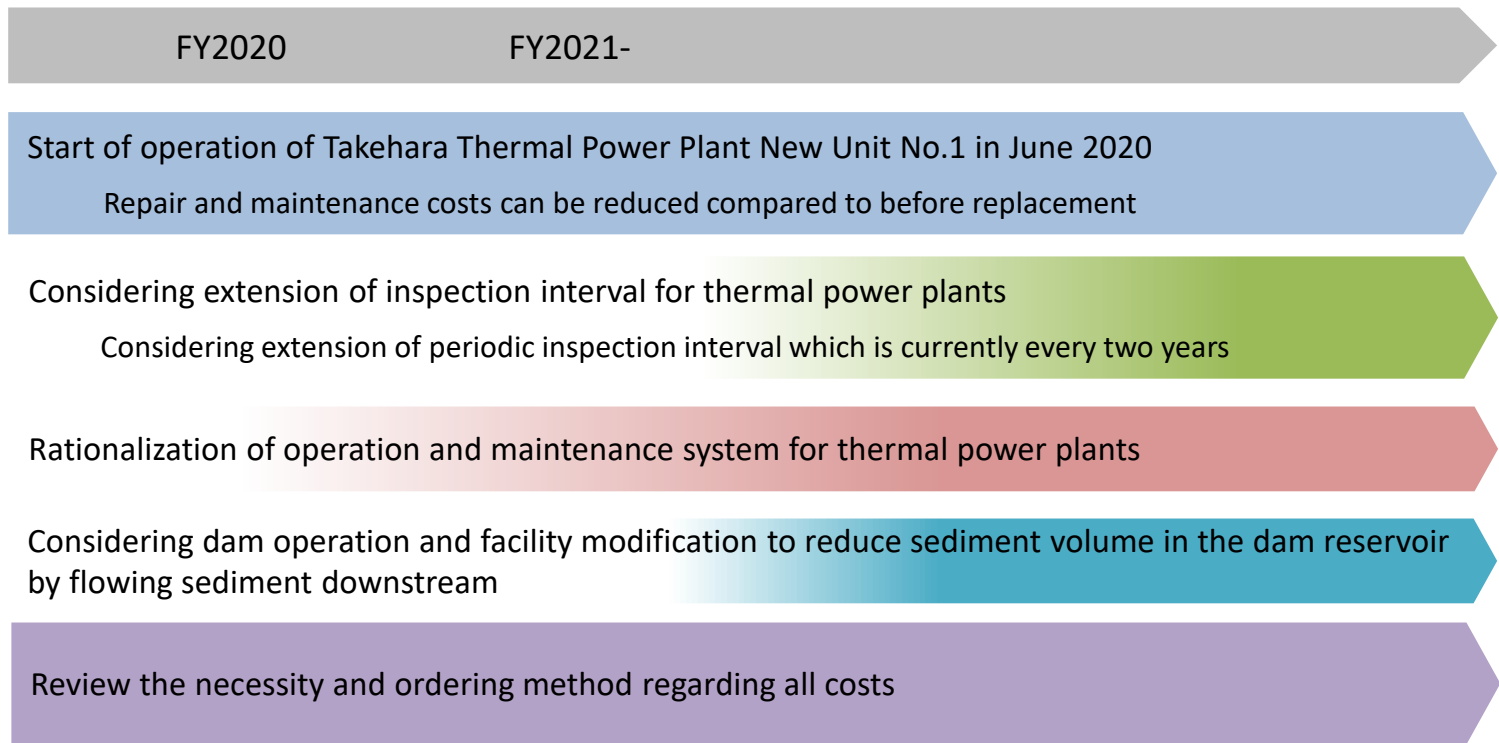 FY2020 FY2021-
Start of operation of Takehara Thermal Power Plant New Unit No.1 in June 2020
Repair and maintenance costs can be reduced compared to before replacement
Considering extension of inspection interval for thermal power plants
Considering extension of periodic inspection interval which is currently every two years
Rationalization of operation and maintenance system for thermal power plants
Considering dam operation and facility modification to reduce sediment volume in the dam reservoir
by flowing sediment downstream
Review the necessity and ordering method regarding all costs